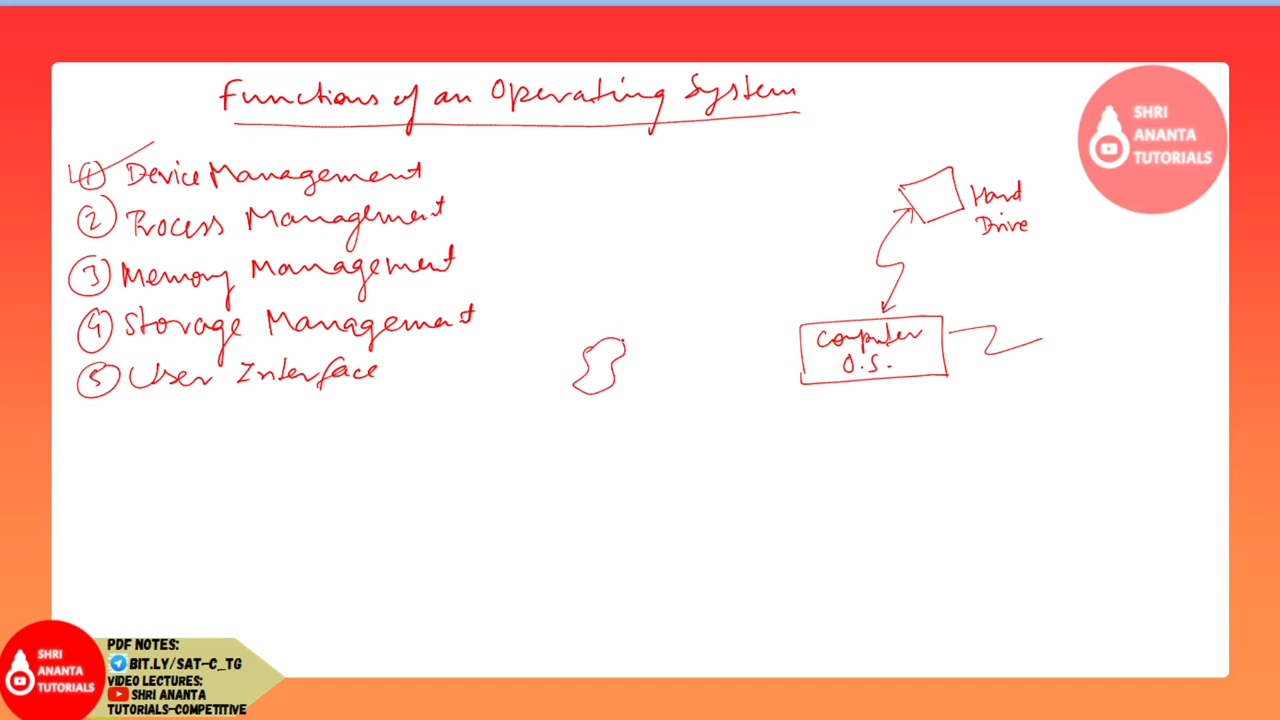 Functions of an Operating System
SHRI
ANANTA
TUTORIALS
① Device Management
② Process Management
③ Memory Management
④ Storage Management
⑤ User Interface
Hard
Drive
Computer
O.S.
SHRI
ANANTA
TUTORIALS
PDF NOTES:
BIT.LY/SAT-C_TG
VIDEO LECTURES:
SHRI ANANTA
TUTORIALS-COMPETITIVE